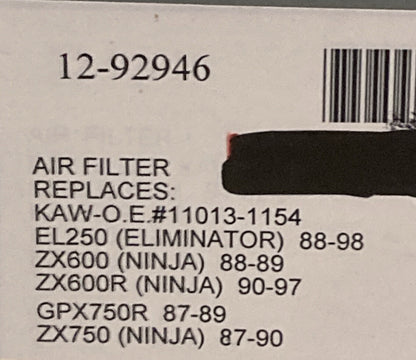 12-92946
AIR FILTER
REPLACES:
KAW-O.E.#11013-1154
EL250 (ELIMINATOR) 88-98
ZX600 (NINJA) 88-89
ZX600R (NINJA) 90-97
GPX750R 87-89
ZX750 (NINJA) 87-90